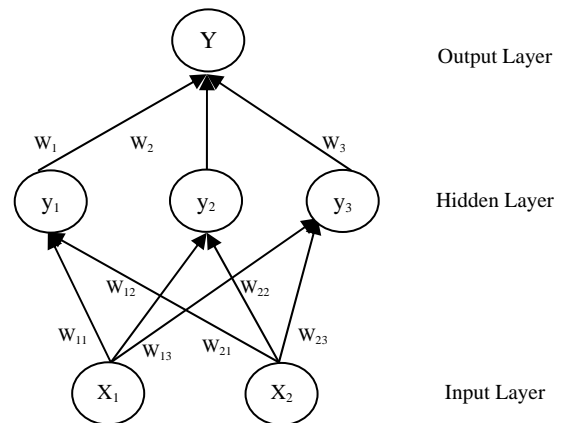 Y
Output Layer
W₁
W₂
W₃
y₁
y₂
y₃
Hidden Layer
W₁₂
W₂₂
W₁₁
W₁₃
W₂₁
W₂₃
X₁
X₂
Input Layer